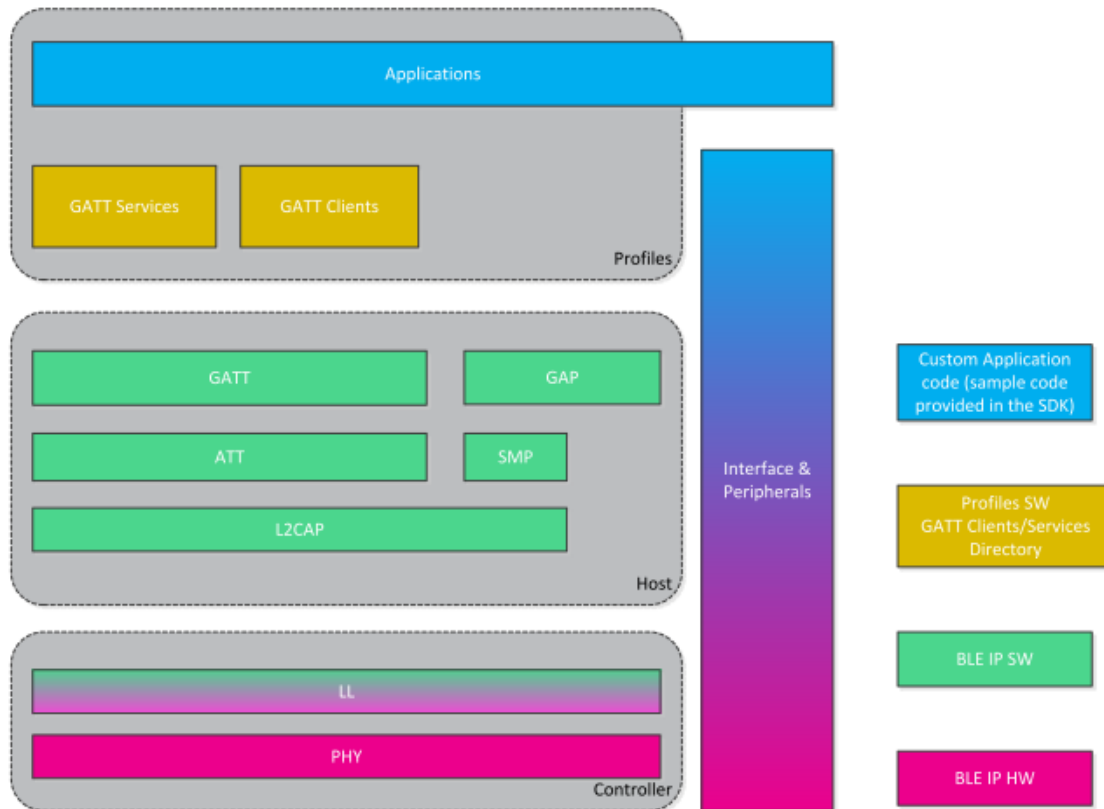 Applications
GATT Services
GATT Clients
Profiles
GATT
GAP
ATT
SMP
L2CAP
Host
LL
PHY
Controller
Interface &
Peripherals
Custom Application
code (sample code
provided in the SDK)
Profiles SW
GATT Clients/Services
Directory
BLE IP SW
BLE IP HW